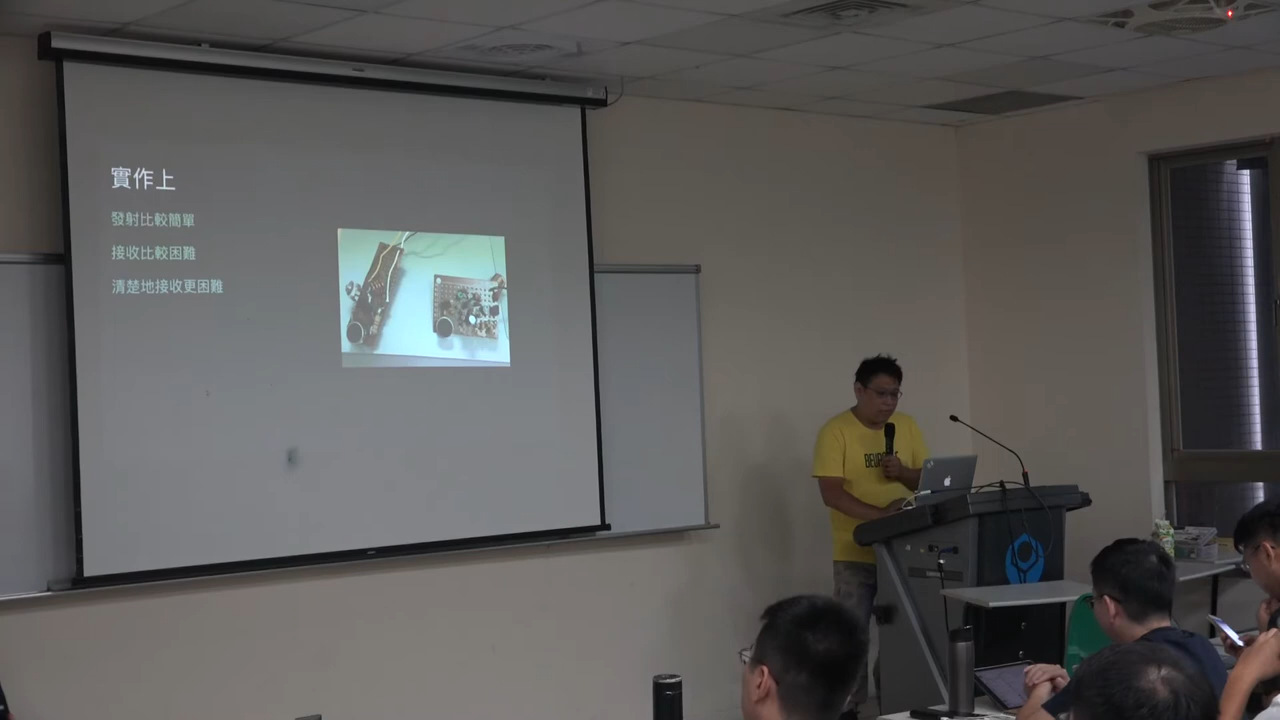 實作上
發射比較簡單
接收比較困難
清楚地接收更困難